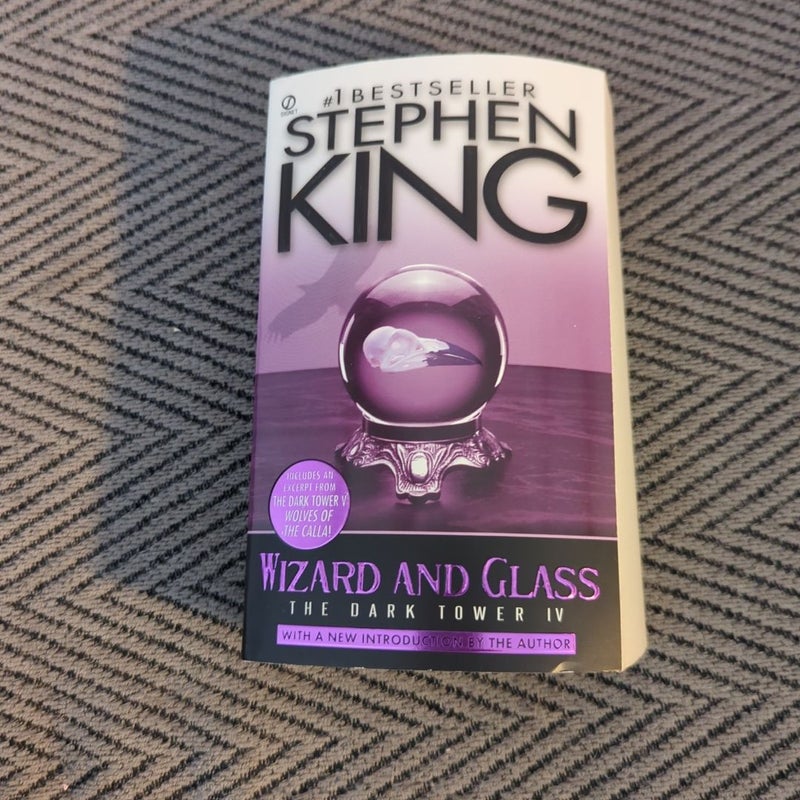 #1 BESTSELLER
SIGNET
STEPHEN
KING
INCLUDES AN
EXCERPT FROM
THE DARK TOWER V
WOLVES OF
THE CALLA!
WIZARD AND GLASS
THE DARK TOWER IV
WITH A NEW INTRODUCTION BY THE AUTHOR